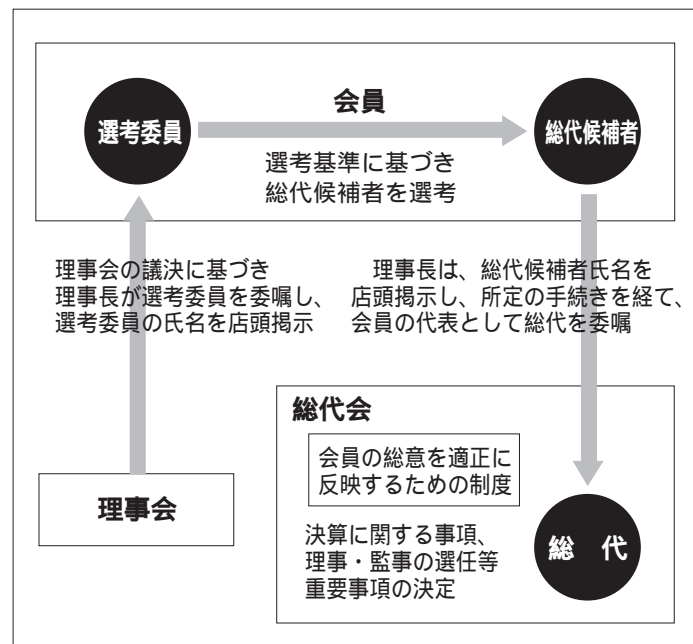 会員
選考委員
総代候補者
選考基準に基づき
総代候補者を選考
理事会の議決に基づき
理事長が選考委員を委嘱し、
選考委員の氏名を店頭掲示
理事長は、総代候補者氏名を
店頭掲示し、所定の手続きを経て、
会員の代表として総代を委嘱
理事会
総代会
会員の総意を適正に
反映するための制度
決算に関する事項、
理事・監事の選任等
重要事項の決定
総　代